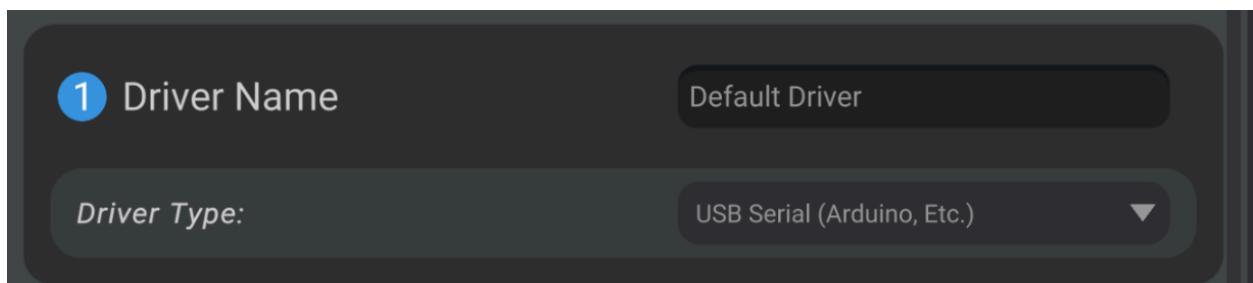 1 Driver Name
Default Driver
Driver Type:
USB Serial (Arduino, Etc.)